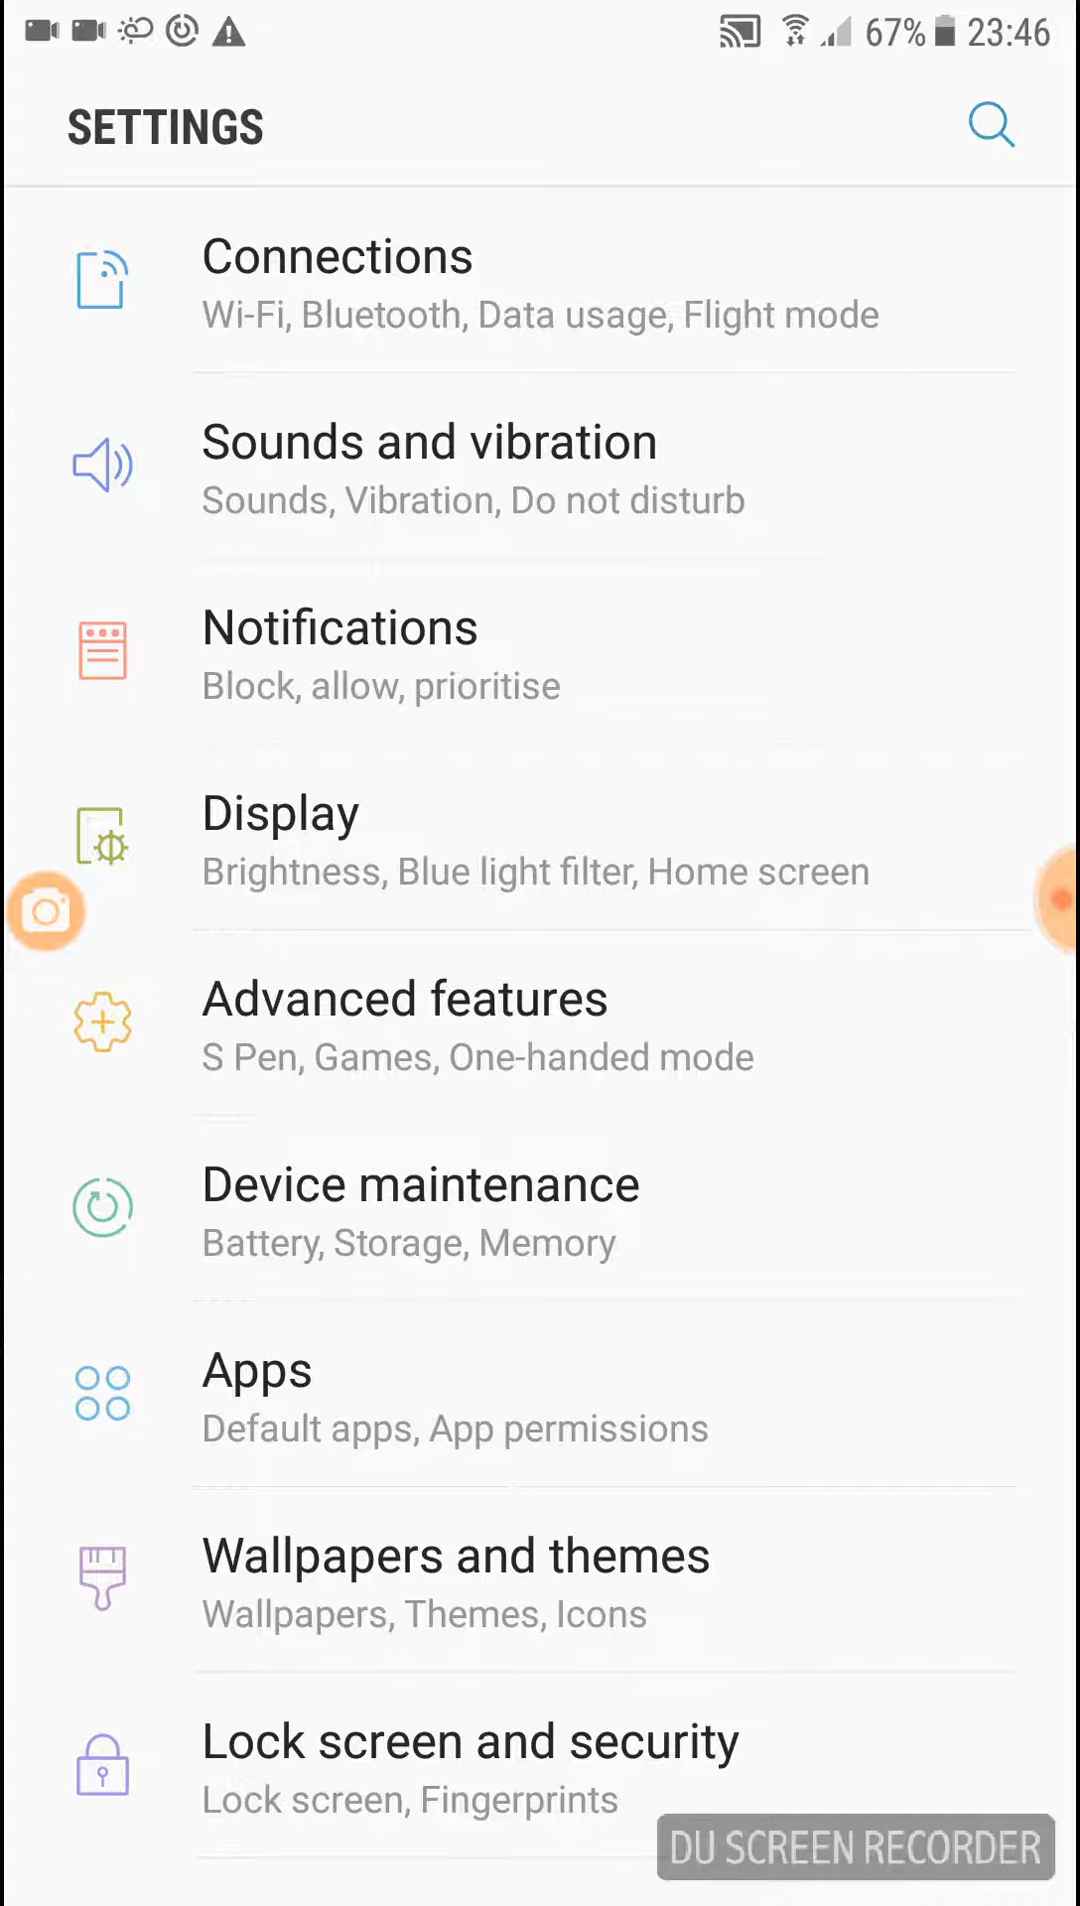 67% 23:46
SETTINGS
Connections
Wi-Fi, Bluetooth, Data usage, Flight mode
Sounds and vibration
Sounds, Vibration, Do not disturb
Notifications
Block, allow, prioritise
Display
Brightness, Blue light filter, Home screen
Advanced features
S Pen, Games, One-handed mode
Device maintenance
Battery, Storage, Memory
Apps
Default apps, App permissions
Wallpapers and themes
Wallpapers, Themes, Icons
Lock screen and security
Lock screen, Fingerprints
DU SCREEN RECORDER